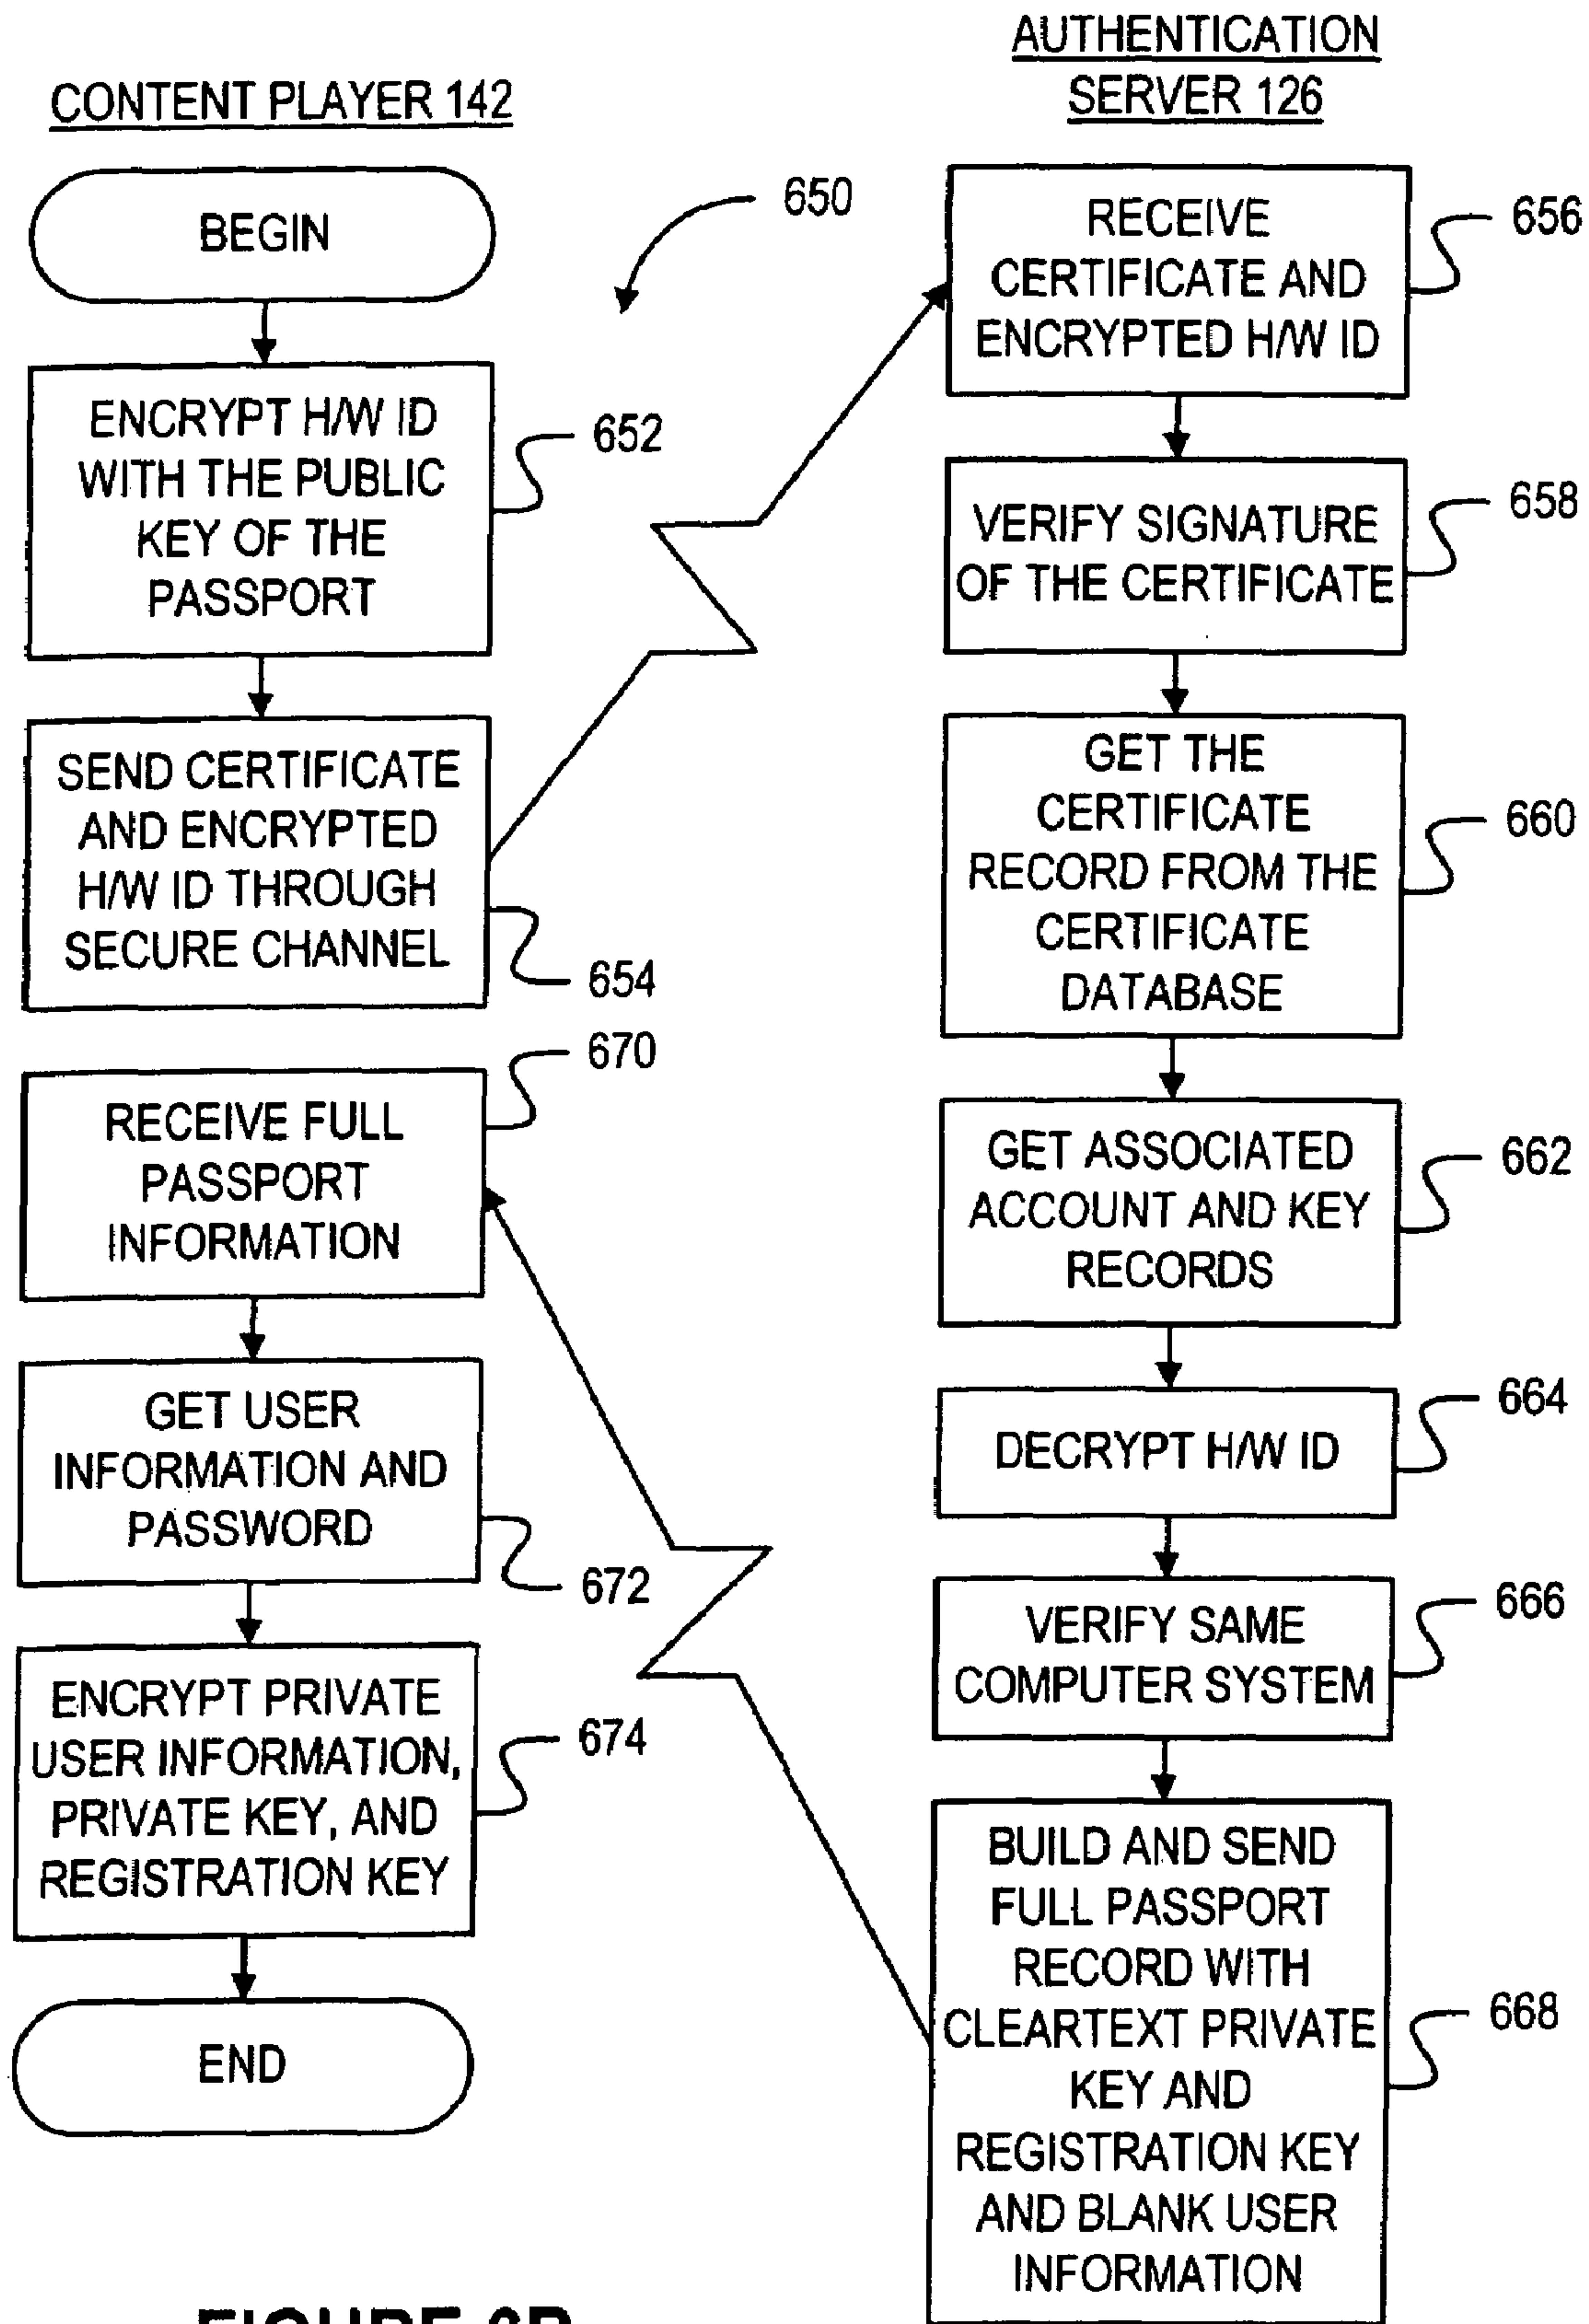 CONTENT PLAYER 142
BEGIN
ENCRYPT H/W ID
WITH THE PUBLIC
KEY OF THE
PASSPORT
652
SEND CERTIFICATE
AND ENCRYPTED
H/W ID THROUGH
SECURE CHANNEL
654
670
RECEIVE FULL
PASSPORT
INFORMATION
GET USER
INFORMATION AND
PASSWORD
672
ENCRYPT PRIVATE
USER INFORMATION,
PRIVATE KEY, AND
REGISTRATION KEY
674
END
650
AUTHENTICATION
SERVER 126
RECEIVE
CERTIFICATE AND
ENCRYPTED H/W ID
656
VERIFY SIGNATURE
OF THE CERTIFICATE
658
GET THE
CERTIFICATE
RECORD FROM THE
CERTIFICATE
DATABASE
660
GET ASSOCIATED
ACCOUNT AND KEY
RECORDS
662
DECRYPT H/W ID
664
VERIFY SAME
COMPUTER SYSTEM
666
BUILD AND SEND
FULL PASSPORT
RECORD WITH
CLEARTEXT PRIVATE
KEY AND
REGISTRATION KEY
AND BLANK USER
INFORMATION
668